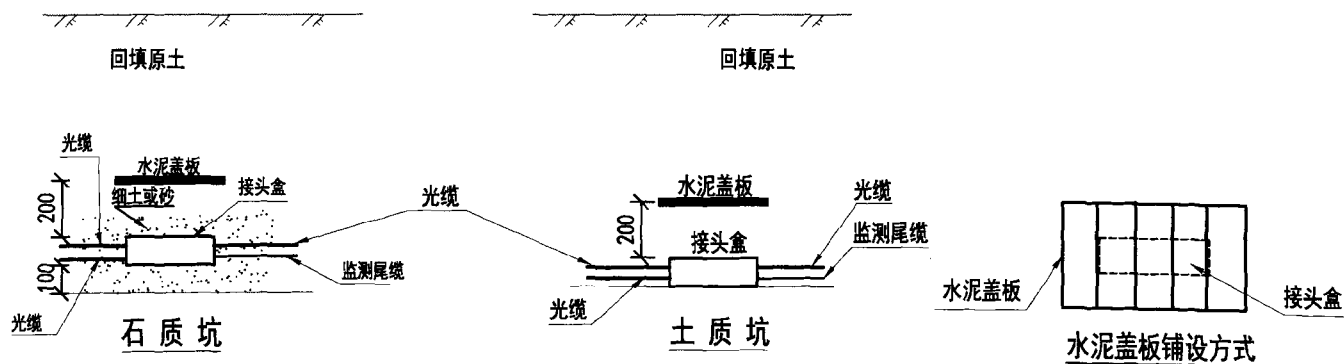 回填原土
回填原土
光缆
水泥盖板
细土或砂
接头盒
200
100
光缆
监测尾缆
光缆
石质坑
水泥盖板
200
接头盒
光缆
监测尾缆
光缆
土质坑
水泥盖板
接头盒
水泥盖板铺设方式